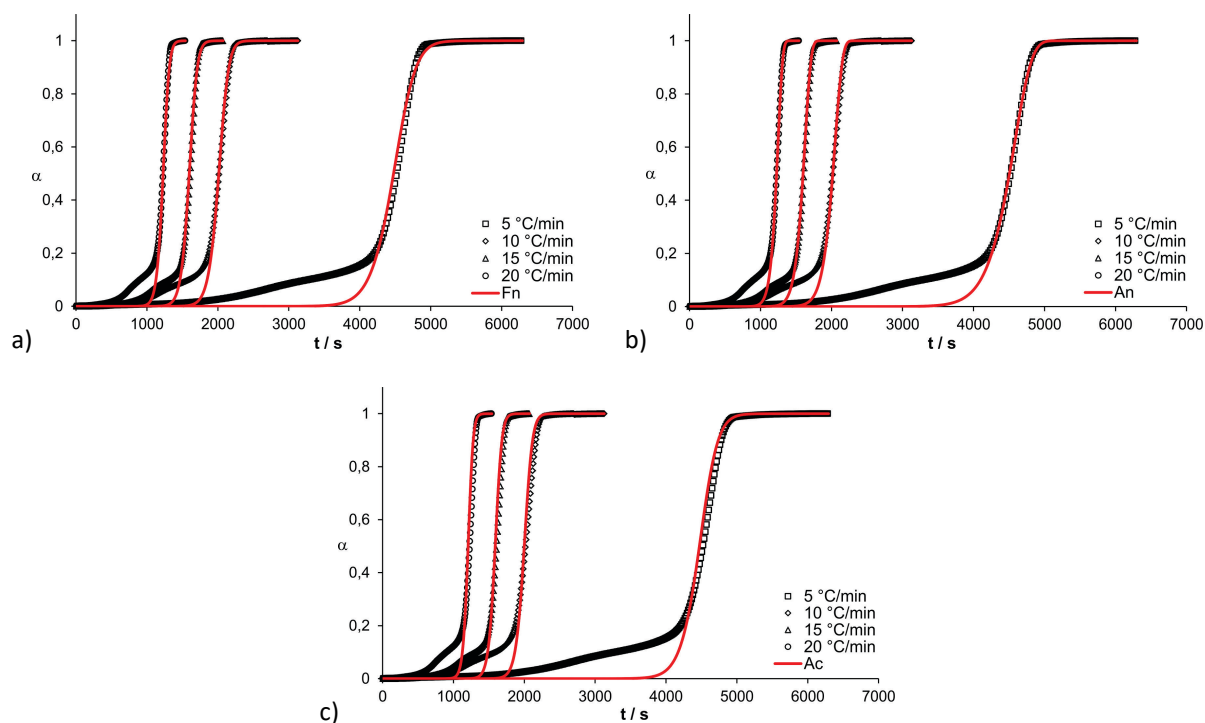 1
0,8
0,6
α
0,4
0,2
0
0 1000 2000 3000 4000 5000 6000 7000
t / s
5 °C/min
10 °C/min
15 °C/min
20 °C/min
Fn
a)
1
0,8
0,6
α
0,4
0,2
0
0 1000 2000 3000 4000 5000 6000 7000
t / s
5 °C/min
10 °C/min
15 °C/min
20 °C/min
An
b)
1
0,8
0,6
α
0,4
0,2
0
0 1000 2000 3000 4000 5000 6000 7000
t / s
5 °C/min
10 °C/min
15 °C/min
20 °C/min
Ac
c)